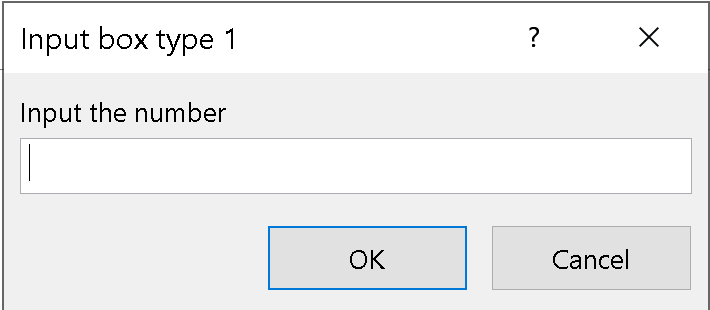 Input box type 1 ?
Input the number
OK Cancel